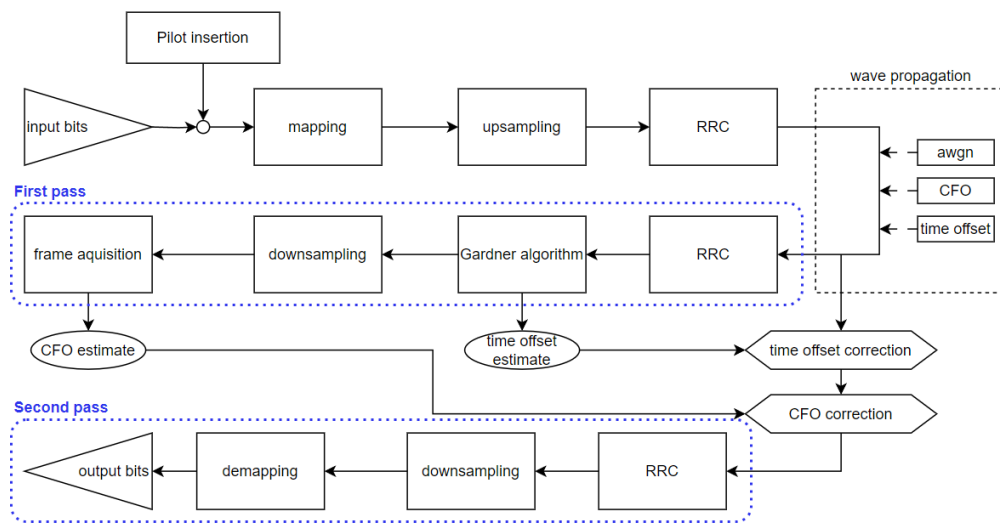 Pilot insertion
wave propagation
input bits
mapping
upsampling
RRC
awgn
CFO
time offset
First pass
frame aquisition
downsampling
Gardner algorithm
RRC
CFO estimate
time offset
estimate
time offset correction
CFO correction
Second pass
output bits
demapping
downsampling
RRC